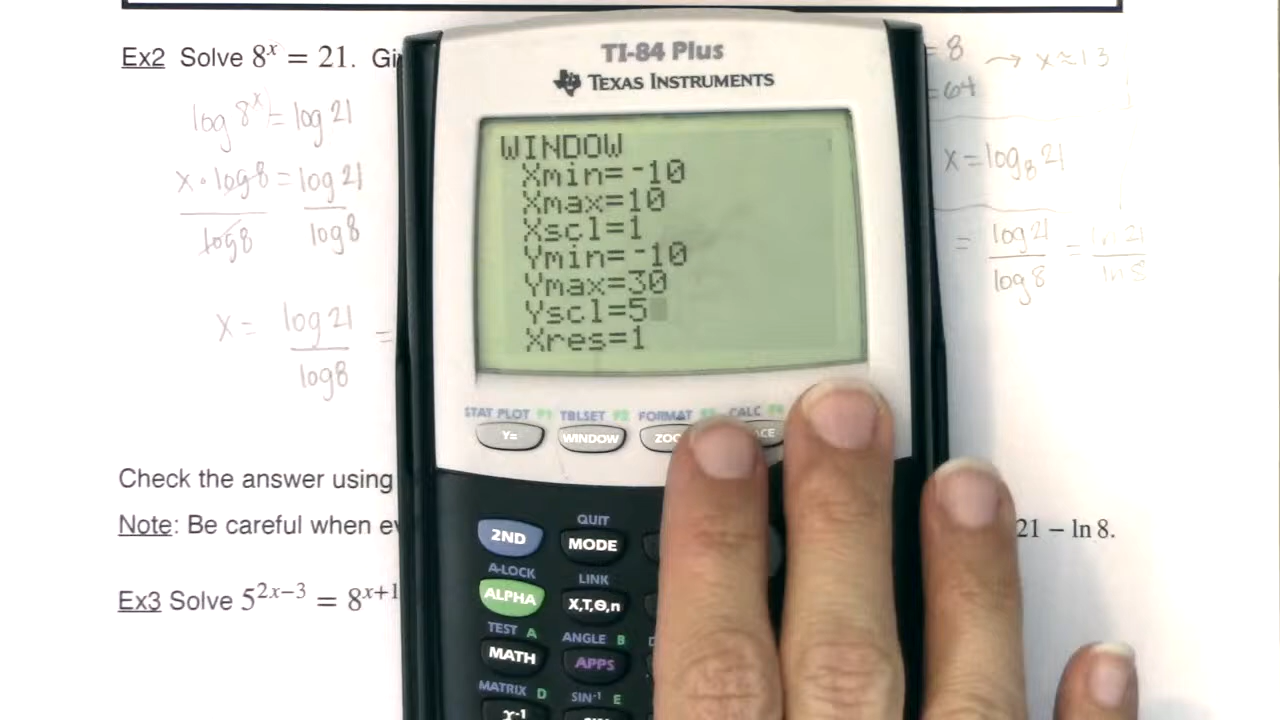 Ex2 Solve 8^x = 21. Gi
log 8^x = log 21
x · log 8 = log 21
log 8 log 8
x = log 21 =
log 8
Check the answer using
Note: Be careful when ev
21 − ln 8.
Ex3 Solve 5^{2x−3} = 8^{x+1}
= 8 → x ≈ 1.3
= 64
x = log_8 21
= log 21 = ln 21
log 8 ln 8
TI-84 Plus
TEXAS INSTRUMENTS
WINDOW
Xmin=-10
Xmax=10
Xscl=1
Ymin=-10
Ymax=30
Yscl=5
Xres=1
STAT PLOT F1 TBLSET F2 FORMAT F3 CALC F4
Y= WINDOW ZOO ACE
QUIT
2ND MODE
A-LOCK LINK
ALPHA X,T,Θ,n
TEST A ANGLE B
MATH APPS
MATRIX D SIN⁻¹ E
x⁻¹